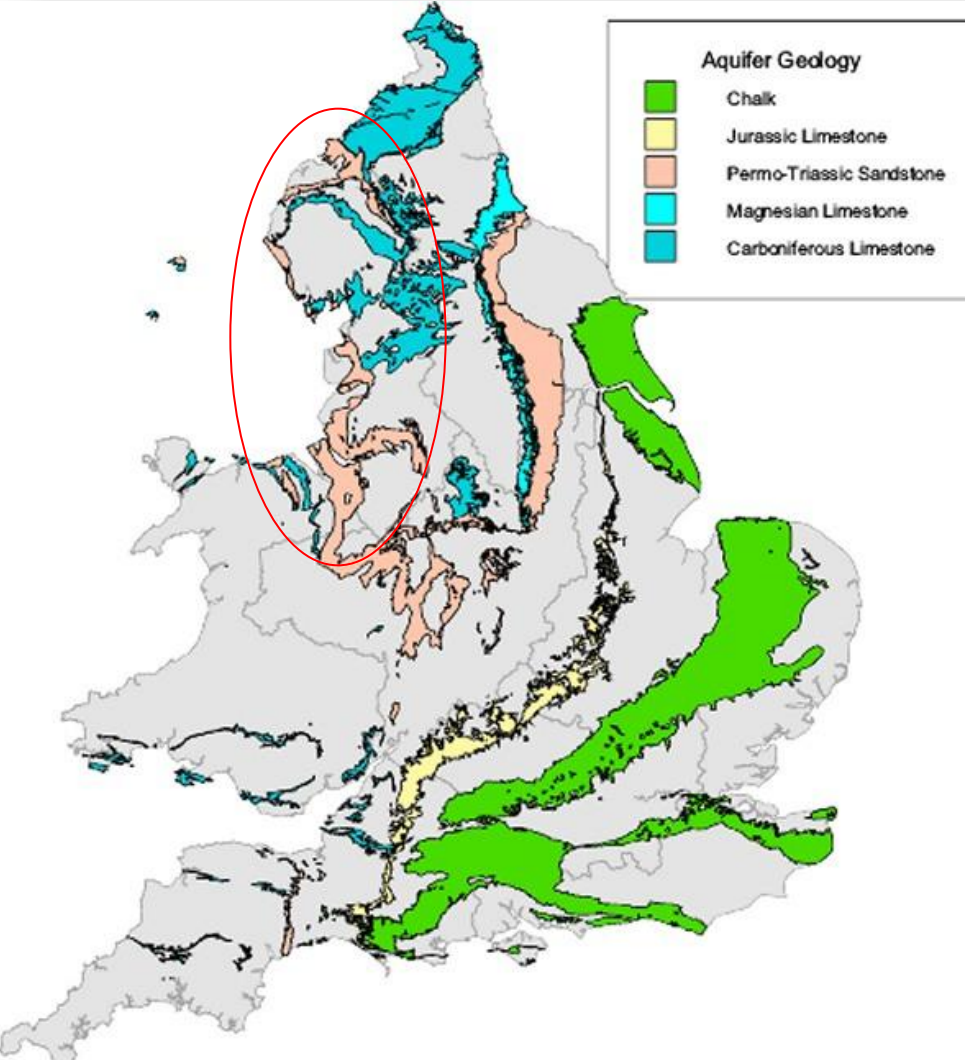 Aquifer Geology
Chalk
Jurassic Limestone
Permo-Triassic Sandstone
Magnesian Limestone
Carboniferous Limestone